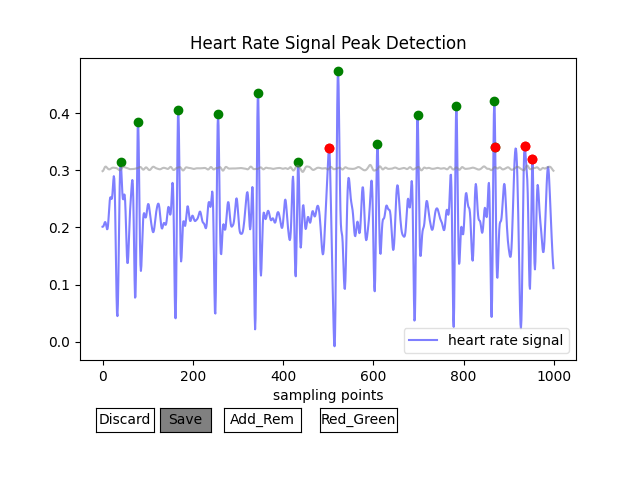 Heart Rate Signal Peak Detection
0.4
0.3
0.2
0.1
0.0
heart rate signal
0 200 400 600 800 1000
sampling points
Discard Save Add_Rem Red_Green